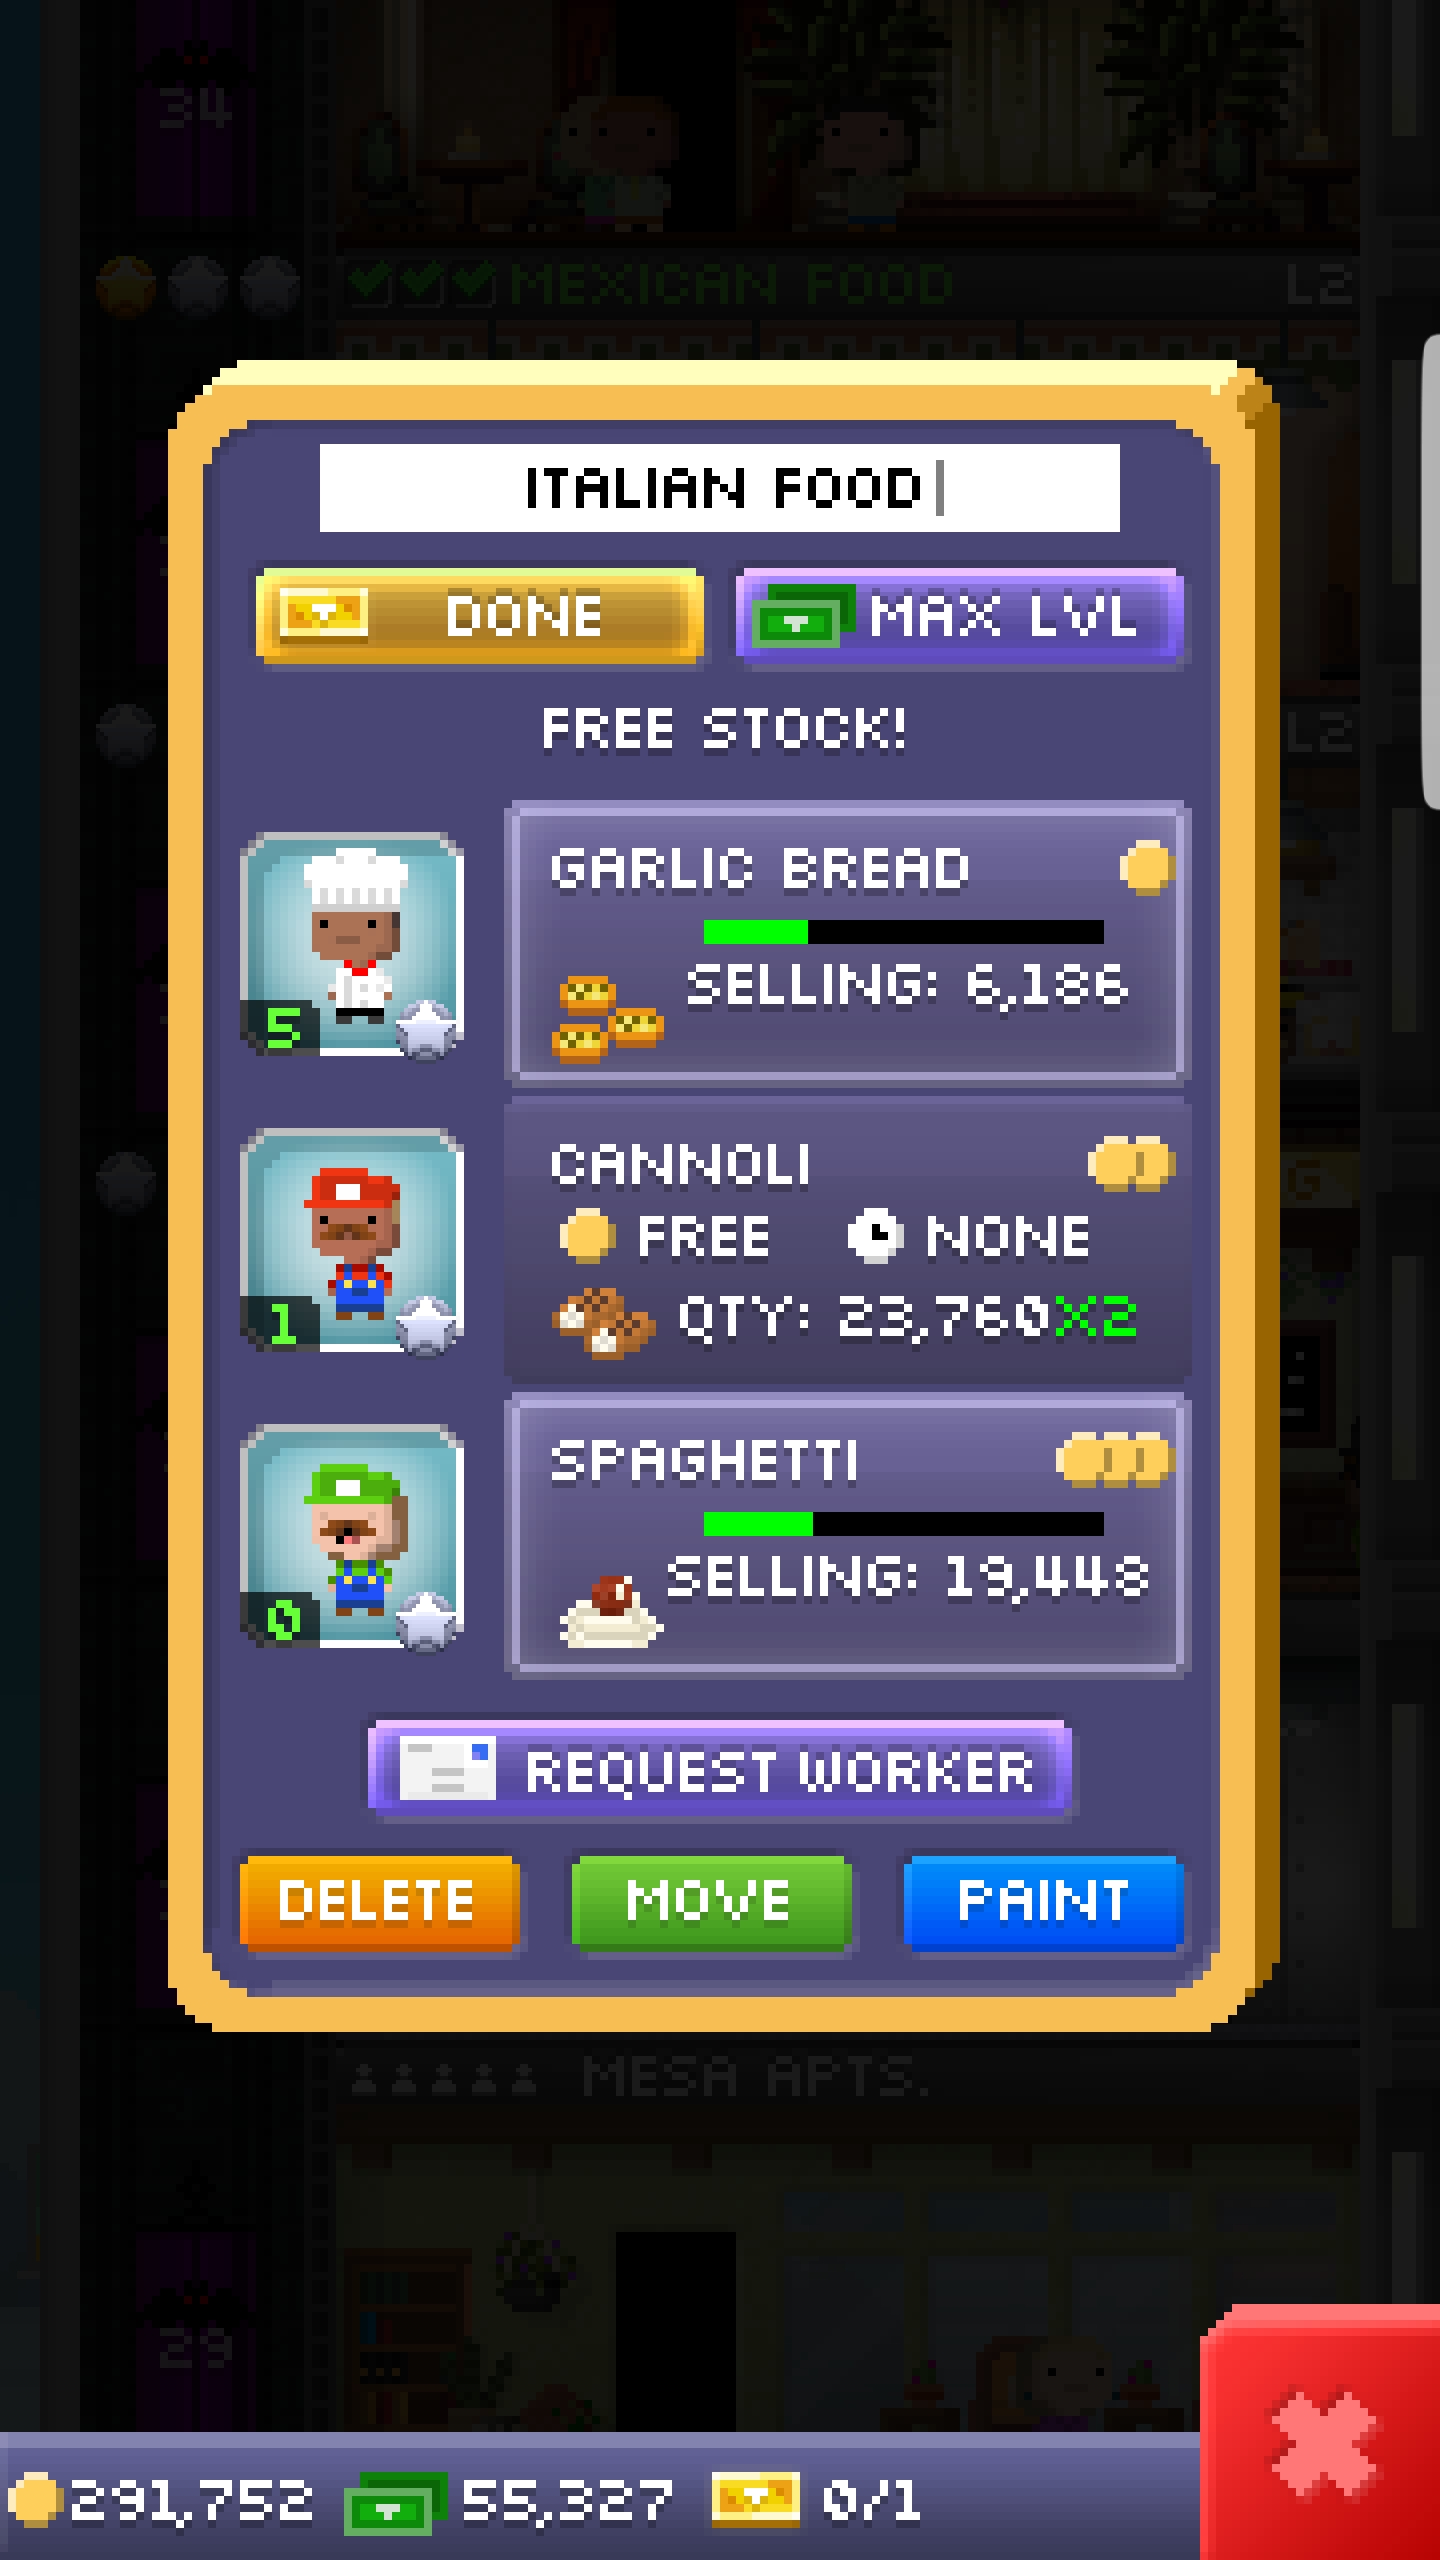 34
MEXICAN FOOD L2
ITALIAN FOOD
DONE MAX LVL
FREE STOCK!
L2
GARLIC BREAD
SELLING: 6,186
5
CANNOLI
FREE NONE
QTY: 23,760X2
1
SPAGHETTI
SELLING: 19,448
0
REQUEST WORKER
DELETE MOVE PAINT
MESA APTS.
29
291,752 55,327 0/1